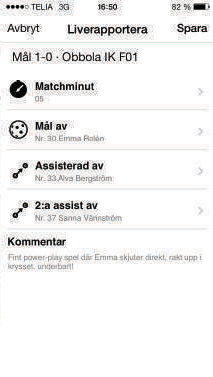 TELIA 3G 16:50 82 %
Avbryt Liverapportera Spara
Mål 1-0 · Obbola IK F01
Matchminut
05
Mål av
Nr. 30 Emma Rolén
Assisterad av
Nr. 33 Alva Bergström
2:a assist av
Nr. 37 Sanna Vännström
Kommentar
Fint power-play spel där Emma skjuter direkt, rakt upp i
krysset, underbart!